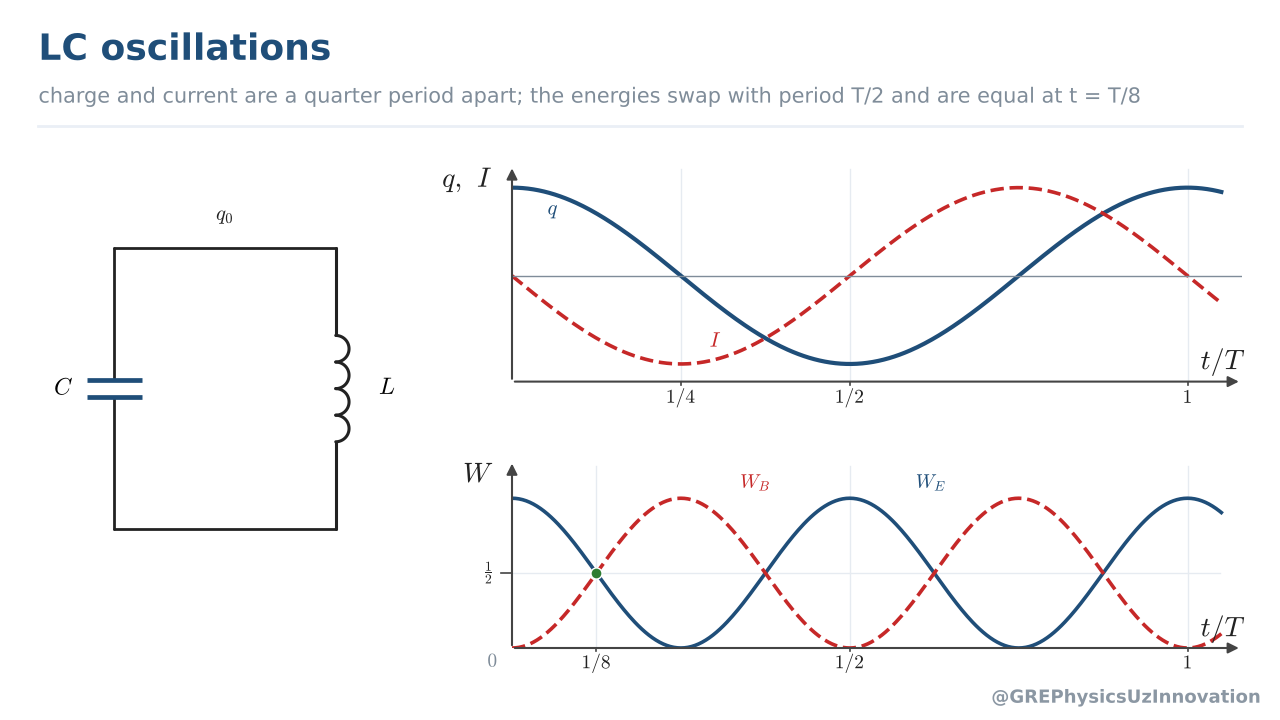 LC oscillations
charge and current are a quarter period apart; the energies swap with period T/2 and are equal at t = T/8
q₀
C
L
q, I
q
I
t/T
1/4
1/2
1
W
W_B
W_E
1/2
0
t/T
1/8
1/2
1
@GREPhysicsUzInnovation